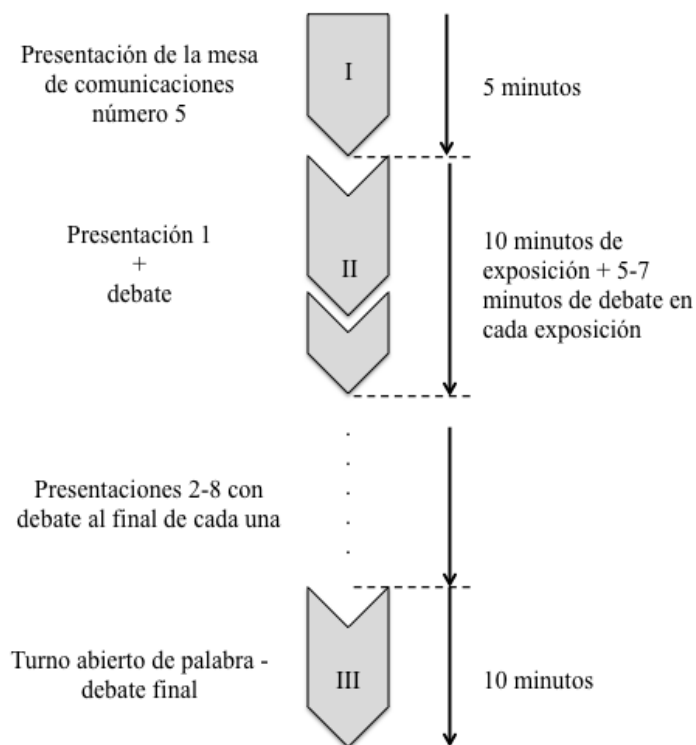 Presentación de la mesa
de comunicaciones
número 5
I
5 minutos
Presentación 1
+
debate
II
10 minutos de
exposición + 5-7
minutos de debate en
cada exposición
Presentaciones 2-8 con
debate al final de cada una
Turno abierto de palabra -
debate final
III
10 minutos